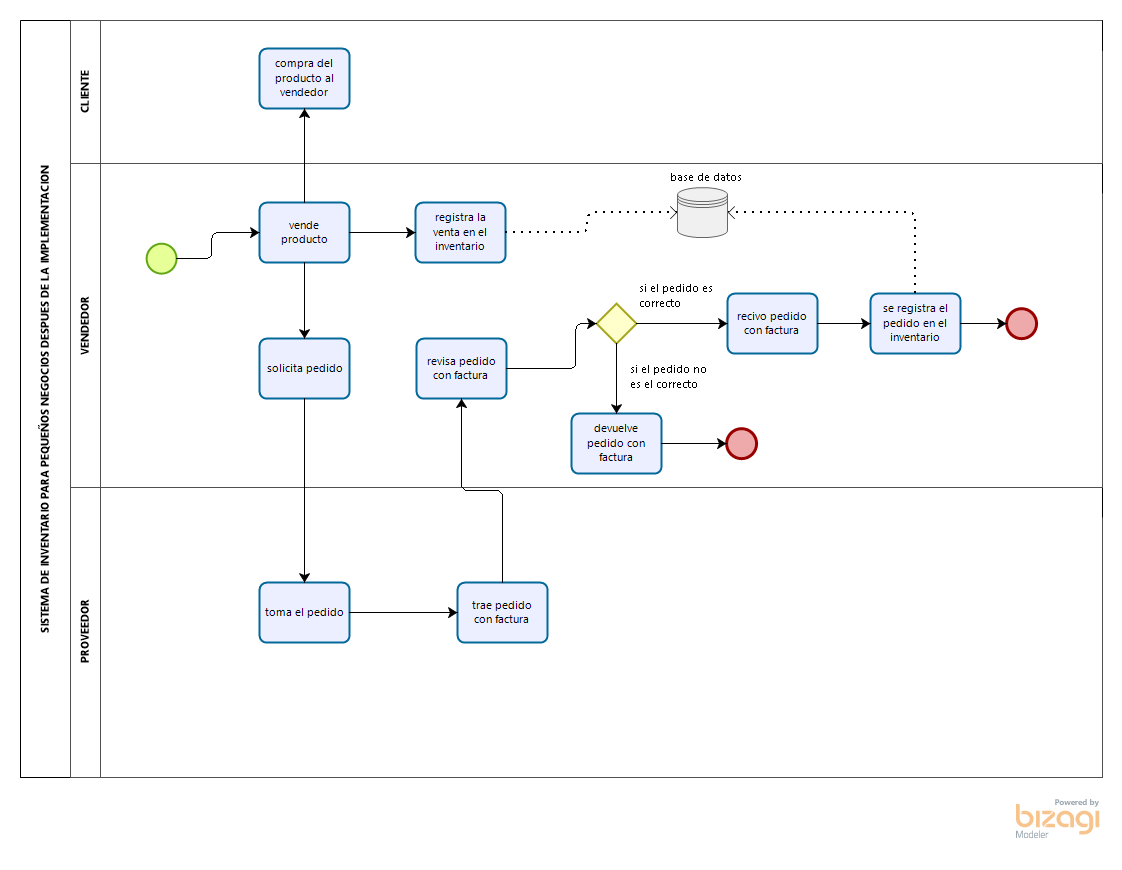 SISTEMA DE INVENTARIO PARA PEQUEÑOS NEGOCIOS DESPUES DE LA IMPLEMENTACION
CLIENTE
compra del
producto al
vendedor
VENDEDOR
base de datos
vende
producto
registra la
venta en el
inventario
si el pedido es
correcto
recivo pedido
con factura
se registra el
pedido en el
inventario
solicita pedido
revisa pedido
con factura
si el pedido no
es el correcto
devuelve
pedido con
factura
PROVEEDOR
toma el pedido
trae pedido
con factura
Powered by
bizagi
Modeler